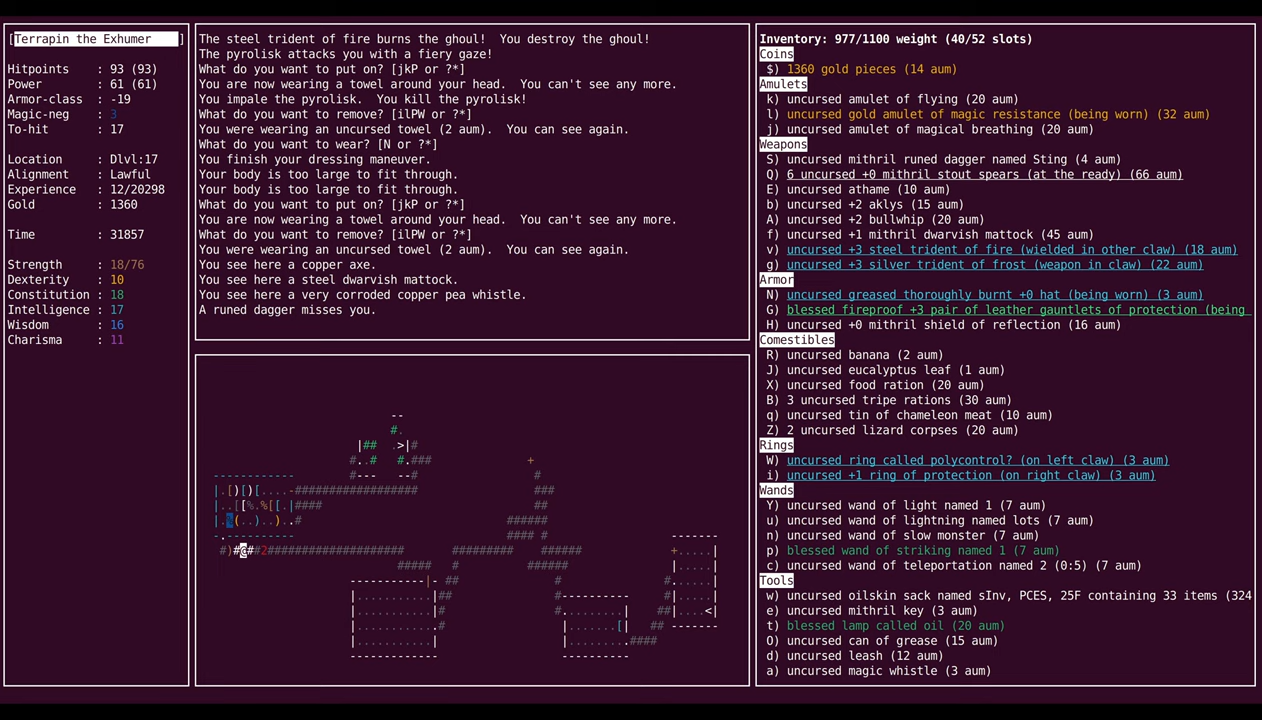 [Terrapin the Exhumer ]
Hitpoints : 93 (93)
Power : 61 (61)
Armor-class : -19
Magic-neg : 3
To-hit : 17
Location : Dlvl:17
Alignment : Lawful
Experience : 12/20298
Gold : 1360
Time : 31857
Strength : 18/76
Dexterity : 10
Constitution : 18
Intelligence : 17
Wisdom : 16
Charisma : 11
The steel trident of fire burns the ghoul! You destroy the ghoul!
The pyrolisk attacks you with a fiery gaze!
What do you want to put on? [jkP or ?*]
You are now wearing a towel around your head. You can't see any more.
You impale the pyrolisk. You kill the pyrolisk!
What do you want to remove? [ilPW or ?*]
You were wearing an uncursed towel (2 aum). You can see again.
What do you want to wear? [N or ?*]
You finish your dressing maneuver.
Your body is too large to fit through.
Your body is too large to fit through.
What do you want to put on? [jkP or ?*]
You are now wearing a towel around your head. You can't see any more.
What do you want to remove? [ilPW or ?*]
You were wearing an uncursed towel (2 aum). You can see again.
You see here a copper axe.
You see here a steel dwarvish mattock.
You see here a very corroded copper pea whistle.
A runed dagger misses you.
Inventory: 977/1100 weight (40/52 slots)
Coins
$) 1360 gold pieces (14 aum)
Amulets
k) uncursed amulet of flying (20 aum)
l) uncursed gold amulet of magic resistance (being worn) (32 aum)
j) uncursed amulet of magical breathing (20 aum)
Weapons
S) uncursed mithril runed dagger named Sting (4 aum)
Q) 6 uncursed +0 mithril stout spears (at the ready) (66 aum)
E) uncursed athame (10 aum)
b) uncursed +2 aklys (15 aum)
A) uncursed +2 bullwhip (20 aum)
f) uncursed +1 mithril dwarvish mattock (45 aum)
v) uncursed +3 steel trident of fire (wielded in other claw) (18 aum)
g) uncursed +3 silver trident of frost (weapon in claw) (22 aum)
Armor
N) uncursed greased thoroughly burnt +0 hat (being worn) (3 aum)
G) blessed fireproof +3 pair of leather gauntlets of protection (being
H) uncursed +0 mithril shield of reflection (16 aum)
Comestibles
R) uncursed banana (2 aum)
J) uncursed eucalyptus leaf (1 aum)
X) uncursed food ration (20 aum)
B) 3 uncursed tripe rations (30 aum)
q) uncursed tin of chameleon meat (10 aum)
Z) 2 uncursed lizard corpses (20 aum)
Rings
W) uncursed ring called polycontrol? (on left claw) (3 aum)
i) uncursed +1 ring of protection (on right claw) (3 aum)
Wands
Y) uncursed wand of light named 1 (7 aum)
u) uncursed wand of lightning named lots (7 aum)
n) uncursed wand of slow monster (7 aum)
p) blessed wand of striking named 1 (7 aum)
c) uncursed wand of teleportation named 2 (0:5) (7 aum)
Tools
w) uncursed oilskin sack named sInv, PCES, 25F containing 33 items (324
e) uncursed mithril key (3 aum)
t) blessed lamp called oil (20 aum)
O) uncursed can of grease (15 aum)
d) uncursed leash (12 aum)
a) uncursed magic whistle (3 aum)